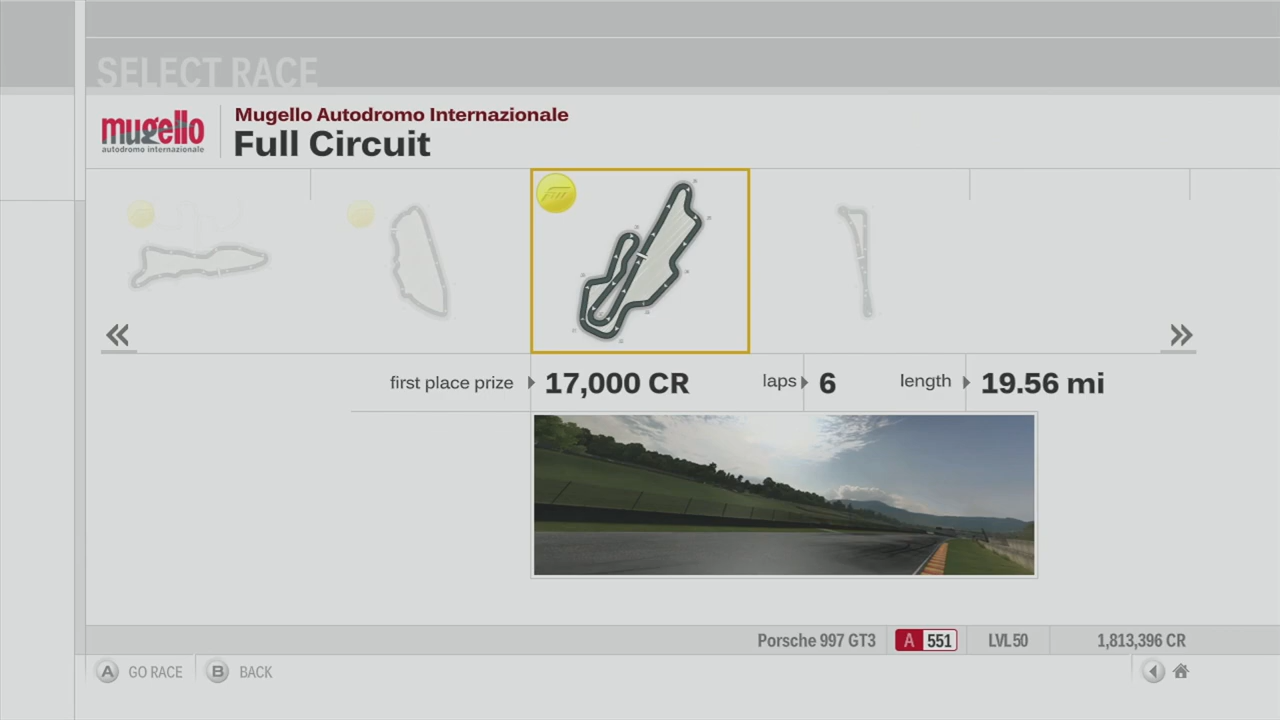 SELECT RACE
mugello
autodromo internazionale
Mugello Autodromo Internazionale
Full Circuit
first place prize
17,000 CR
laps
6
length
19.56 mi
Porsche 997 GT3
A 551
LVL50
1,813,396 CR
A GO RACE
B BACK